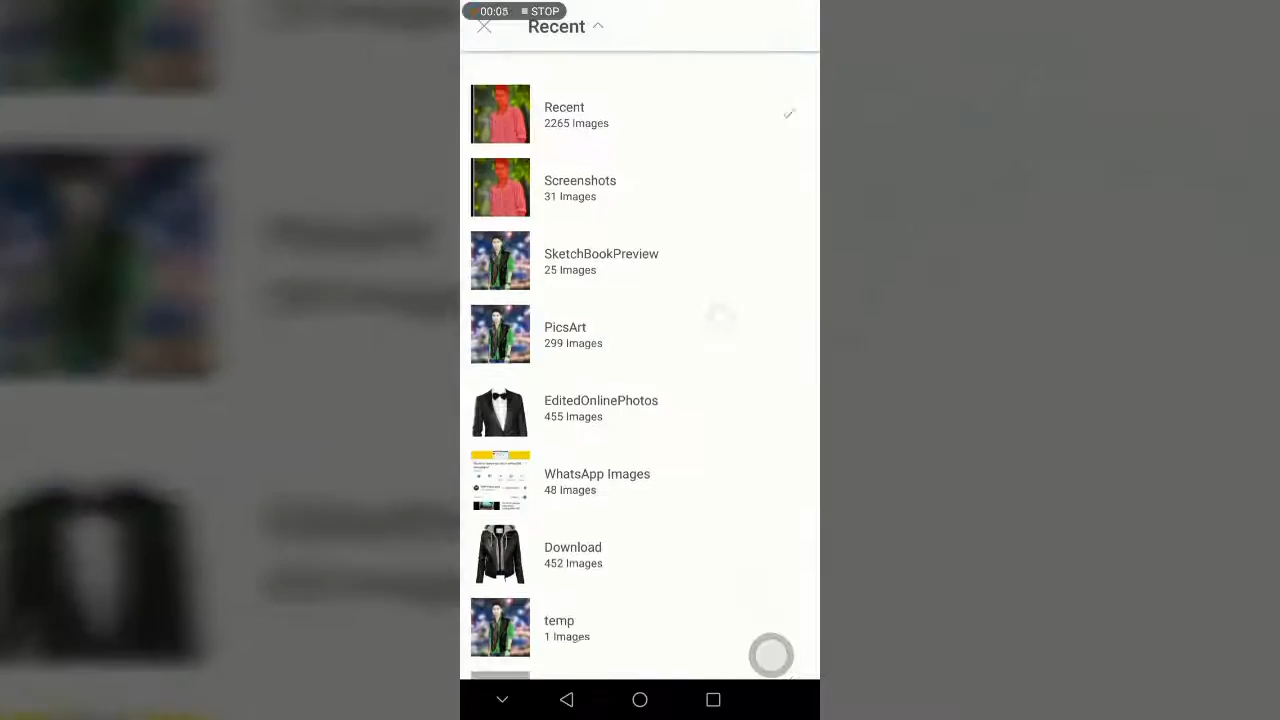 00:05 STOP
Recent
Recent
2265 Images
Screenshots
31 Images
SketchBookPreview
25 Images
PicsArt
299 Images
EditedOnlinePhotos
455 Images
WhatsApp Images
48 Images
Download
452 Images
temp
1 Images